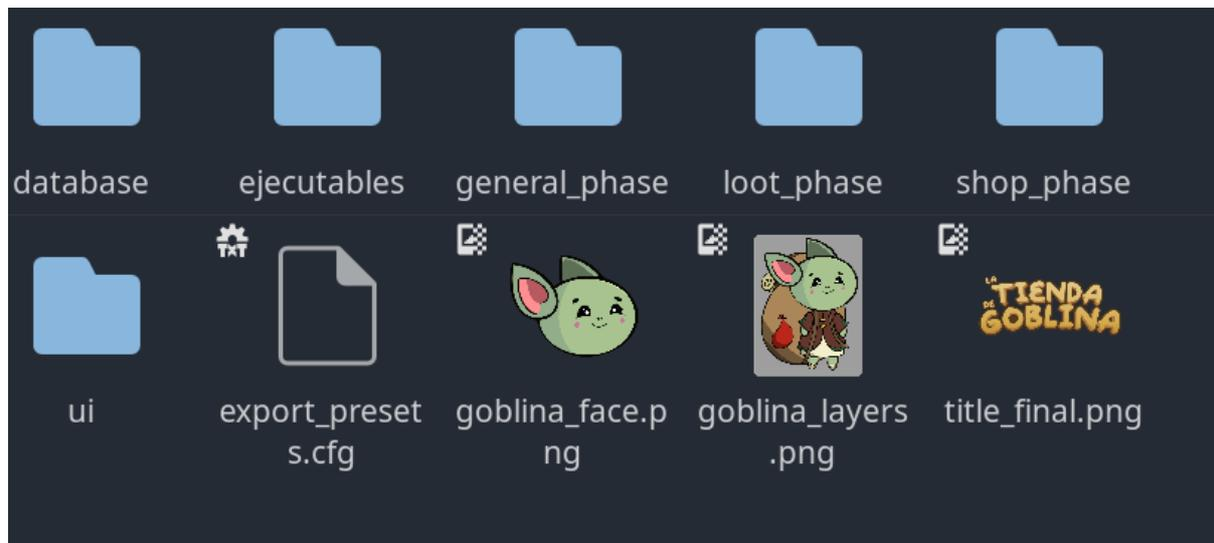 database
ejecutables
general_phase
loot_phase
shop_phase
ui
TXT
export_preset
s.cfg
goblina_face.p
ng
goblina_layers
.png
LA
TIENDA
DE
GOBLINA
title_final.png